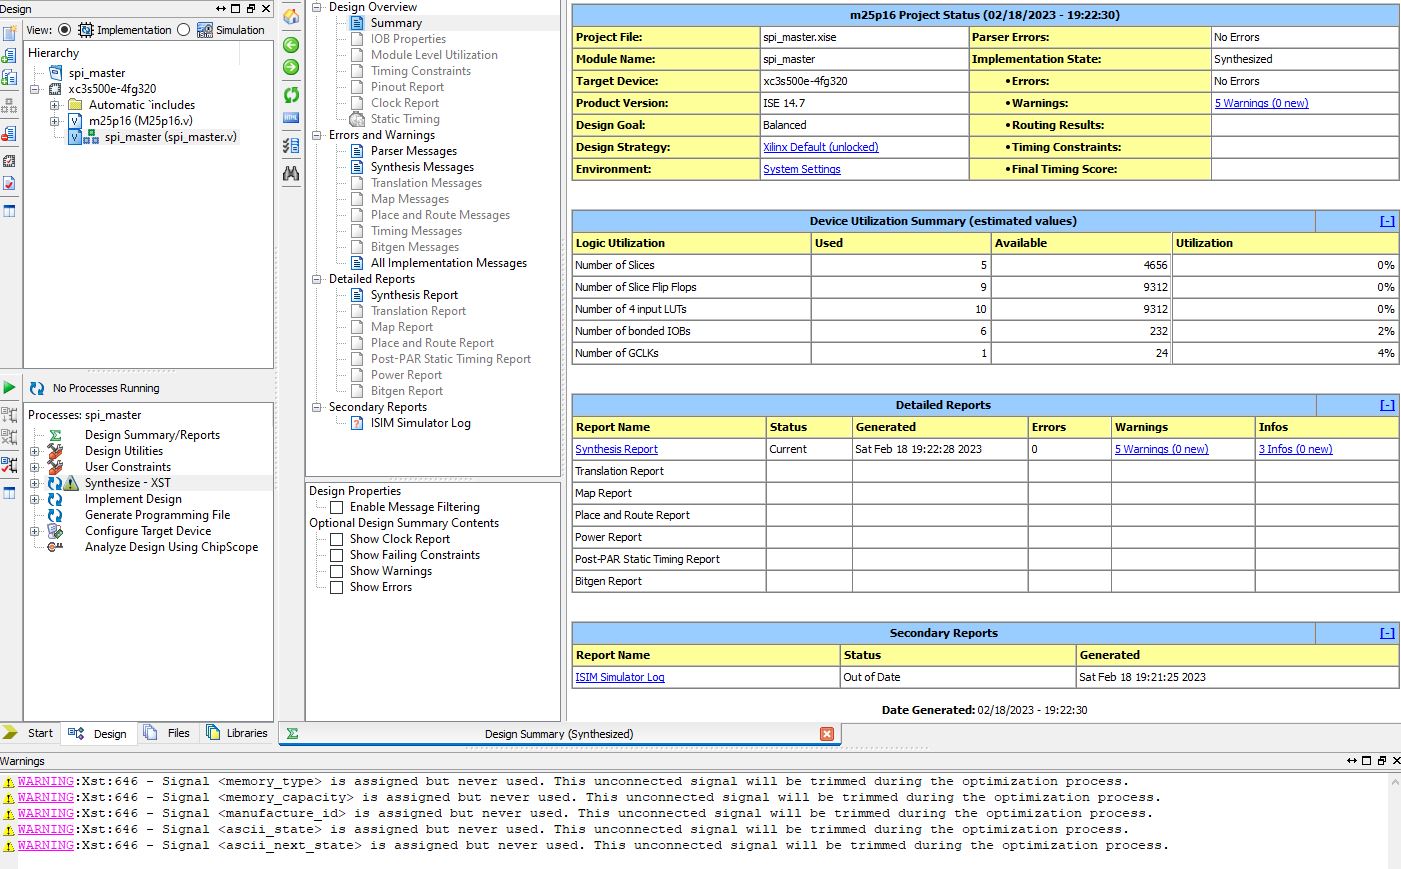 Design
View: Implementation Simulation
Hierarchy
spi_master
xc3s500e-4fg320
Automatic `includes
m25p16 (M25p16.v)
spi_master (spi_master.v)
No Processes Running
Processes: spi_master
Design Summary/Reports
Design Utilities
User Constraints
Synthesize - XST
Implement Design
Generate Programming File
Configure Target Device
Analyze Design Using ChipScope
Start Design Files Libraries
Design Overview
Summary
IOB Properties
Module Level Utilization
Timing Constraints
Pinout Report
Clock Report
Static Timing
Errors and Warnings
Parser Messages
Synthesis Messages
Translation Messages
Map Messages
Place and Route Messages
Timing Messages
Bitgen Messages
All Implementation Messages
Detailed Reports
Synthesis Report
Translation Report
Map Report
Place and Route Report
Post-PAR Static Timing Report
Power Report
Bitgen Report
Secondary Reports
ISIM Simulator Log
Design Properties
Enable Message Filtering
Optional Design Summary Contents
Show Clock Report
Show Failing Constraints
Show Warnings
Show Errors
m25p16 Project Status (02/18/2023 - 19:22:30)
Project File: spi_master.xise Parser Errors: No Errors
Module Name: spi_master Implementation State: Synthesized
Target Device: xc3s500e-4fg320 •Errors: No Errors
Product Version: ISE 14.7 •Warnings: 5 Warnings (0 new)
Design Goal: Balanced •Routing Results:
Design Strategy: Xilinx Default (unlocked) •Timing Constraints:
Environment: System Settings •Final Timing Score:
Device Utilization Summary (estimated values) [-]
Logic Utilization Used Available Utilization
Number of Slices 5 4656 0%
Number of Slice Flip Flops 9 9312 0%
Number of 4 input LUTs 10 9312 0%
Number of bonded IOBs 6 232 2%
Number of GCLKs 1 24 4%
Detailed Reports [-]
Report Name Status Generated Errors Warnings Infos
Synthesis Report Current Sat Feb 18 19:22:28 2023 0 5 Warnings (0 new) 3 Infos (0 new)
Translation Report
Map Report
Place and Route Report
Power Report
Post-PAR Static Timing Report
Bitgen Report
Secondary Reports [-]
Report Name Status Generated
ISIM Simulator Log Out of Date Sat Feb 18 19:21:25 2023
Date Generated: 02/18/2023 - 19:22:30
Design Summary (Synthesized)
Warnings
WARNING:Xst:646 - Signal <memory_type> is assigned but never used. This unconnected signal will be trimmed during the optimization process.
WARNING:Xst:646 - Signal <memory_capacity> is assigned but never used. This unconnected signal will be trimmed during the optimization process.
WARNING:Xst:646 - Signal <manufacture_id> is assigned but never used. This unconnected signal will be trimmed during the optimization process.
WARNING:Xst:646 - Signal <ascii_state> is assigned but never used. This unconnected signal will be trimmed during the optimization process.
WARNING:Xst:646 - Signal <ascii_next_state> is assigned but never used. This unconnected signal will be trimmed during the optimization process.